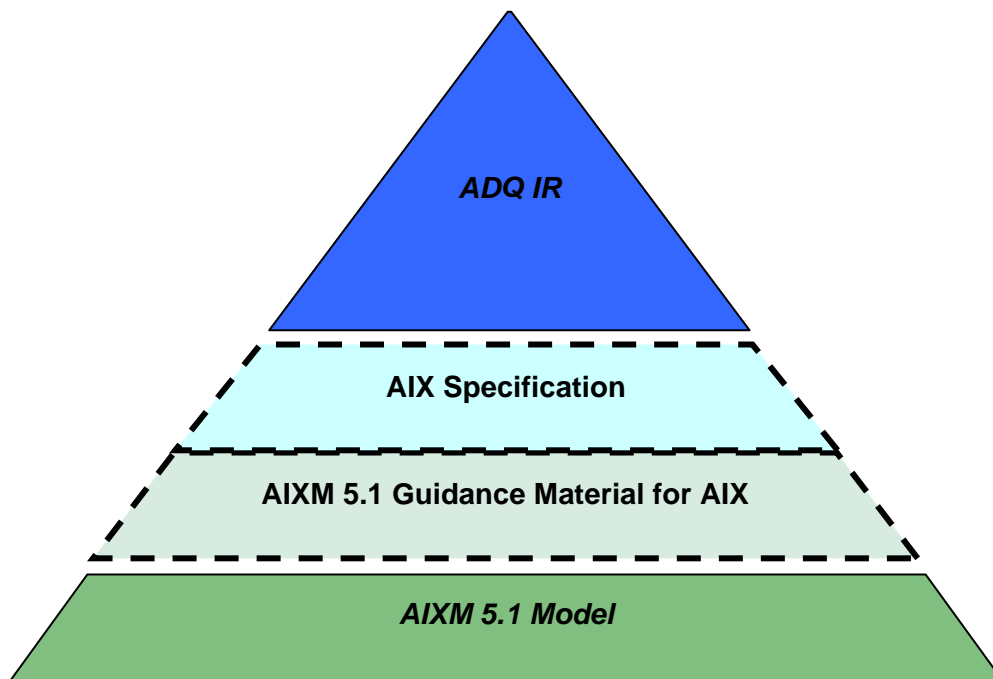 ADQ IR
AIX Specification
AIXM 5.1 Guidance Material for AIX
AIXM 5.1 Model